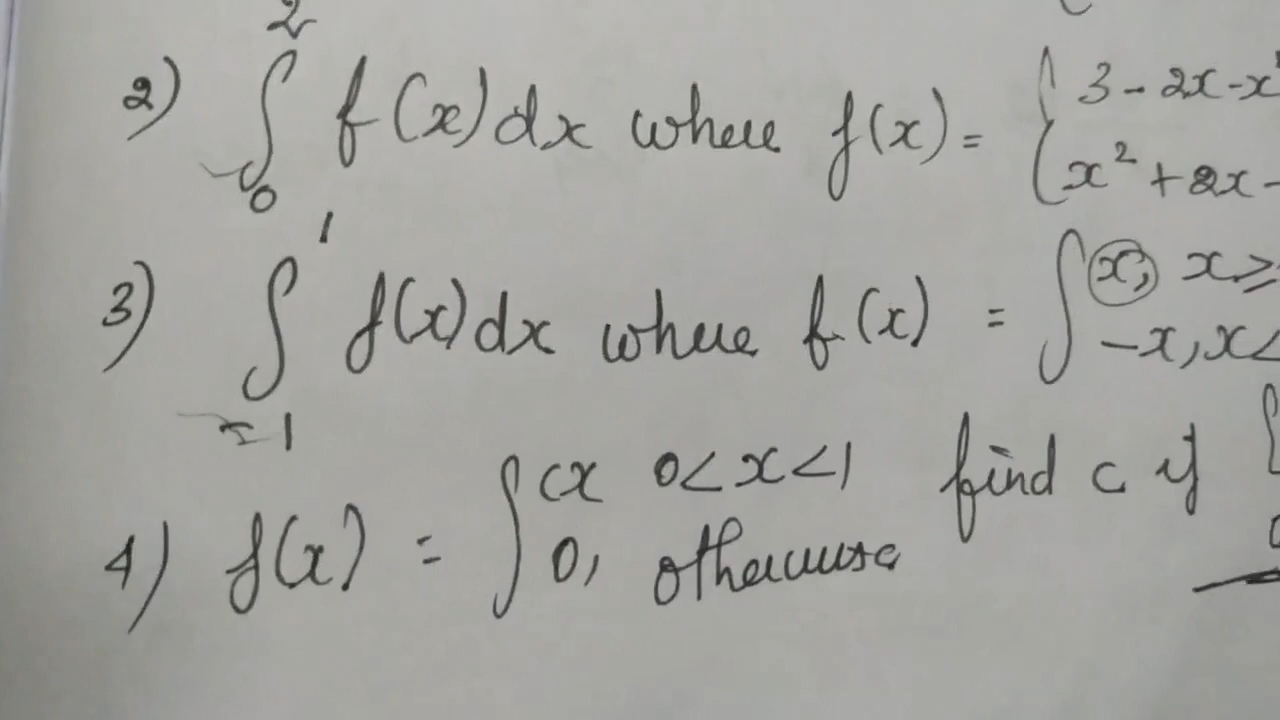 2) ∫₀² f(x)dx where f(x) = { 3-2x-x²
x²+2x-
3) ∫₋₁¹ f(x)dx where f(x) = { x, x≥
-x, x<
4) f(x) = { cx 0<x<1 find c if
0, otherwise